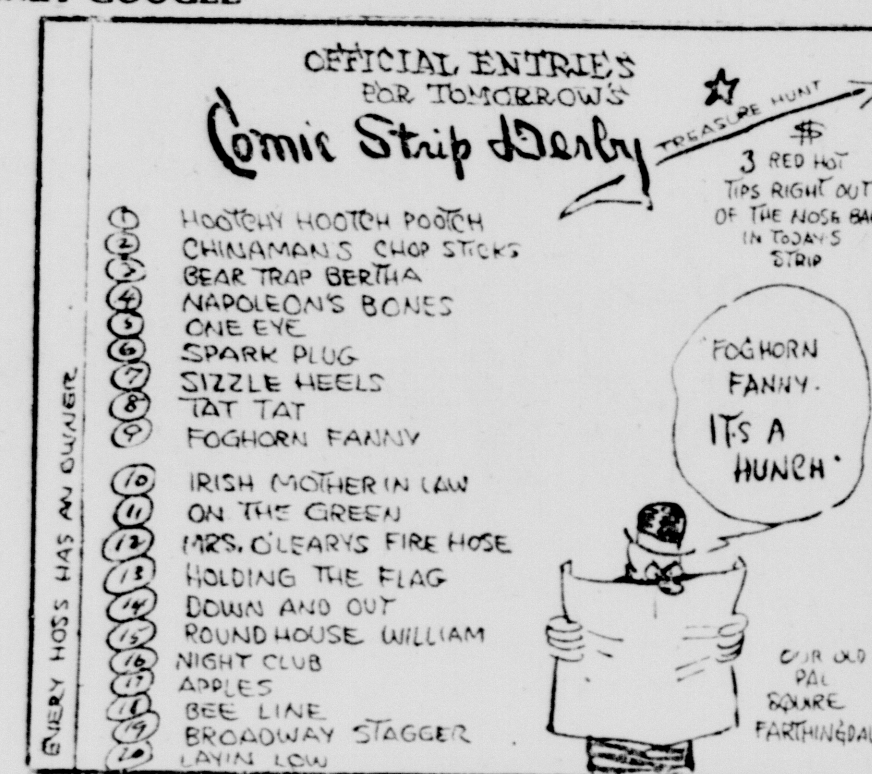 GOOGLE
OFFICIAL ENTRIES
FOR TOMORROW'S
Comic Strip Derby
TREASURE HUNT
$
3 RED HOT
TIPS RIGHT OUT
OF THE NOSE BA
IN TODAYS
STRIP
EVERY HOSS HAS AN OWNER
1 HOOTCHY HOOTCH POOTCH
2 CHINAMAN'S CHOP STICKS
3 BEAR TRAP BERTHA
4 NAPOLEON'S BONES
5 ONE EYE
6 SPARK PLUG
7 SIZZLE HEELS
8 TAT TAT
9 FOGHORN FANNY
10 IRISH MOTHER IN LAW
11 ON THE GREEN
12 MRS. O'LEARYS FIRE HOSE
13 HOLDING THE FLAG
14 DOWN AND OUT
15 ROUND HOUSE WILLIAM
16 NIGHT CLUB
17 APPLES
18 BEE LINE
19 BROADWAY STAGGER
20 LAYIN LOW
FOGHORN
FANNY.
IT'S A
HUNCH.
OUR OLD
PAL
SQUIRE
FARTHINGDAL